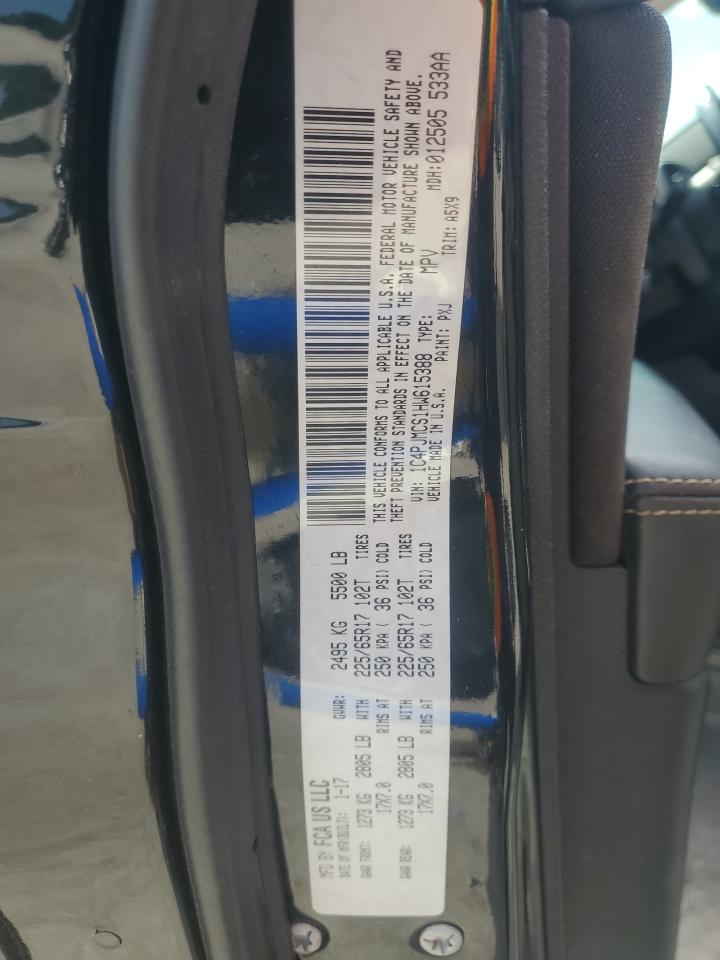 MFD BY FCA US LLC
DATE OF MFR(BUILT): 1-17 GVWR: 2495 KG 5500 LB
GAWR FRONT: 1273 KG 2805 LB WITH 225/65R17 102T TIRES
17X7.0 RIMS AT 250 KPA ( 36 PSI) COLD
GAWR REAR: 1273 KG 2805 LB WITH 225/65R17 102T TIRES
17X7.0 RIMS AT 250 KPA ( 36 PSI) COLD
THIS VEHICLE CONFORMS TO ALL APPLICABLE U.S.A. FEDERAL MOTOR VEHICLE SAFETY AND
THEFT PREVENTION STANDARDS IN EFFECT ON THE DATE OF MANUFACTURE SHOWN ABOVE.
VIN: 1C4PJMCS1HW615388 TYPE: MPV MDH:012505 533AA
VEHICLE MADE IN U.S.A. PAINT: PXJ TRIM: A5X9